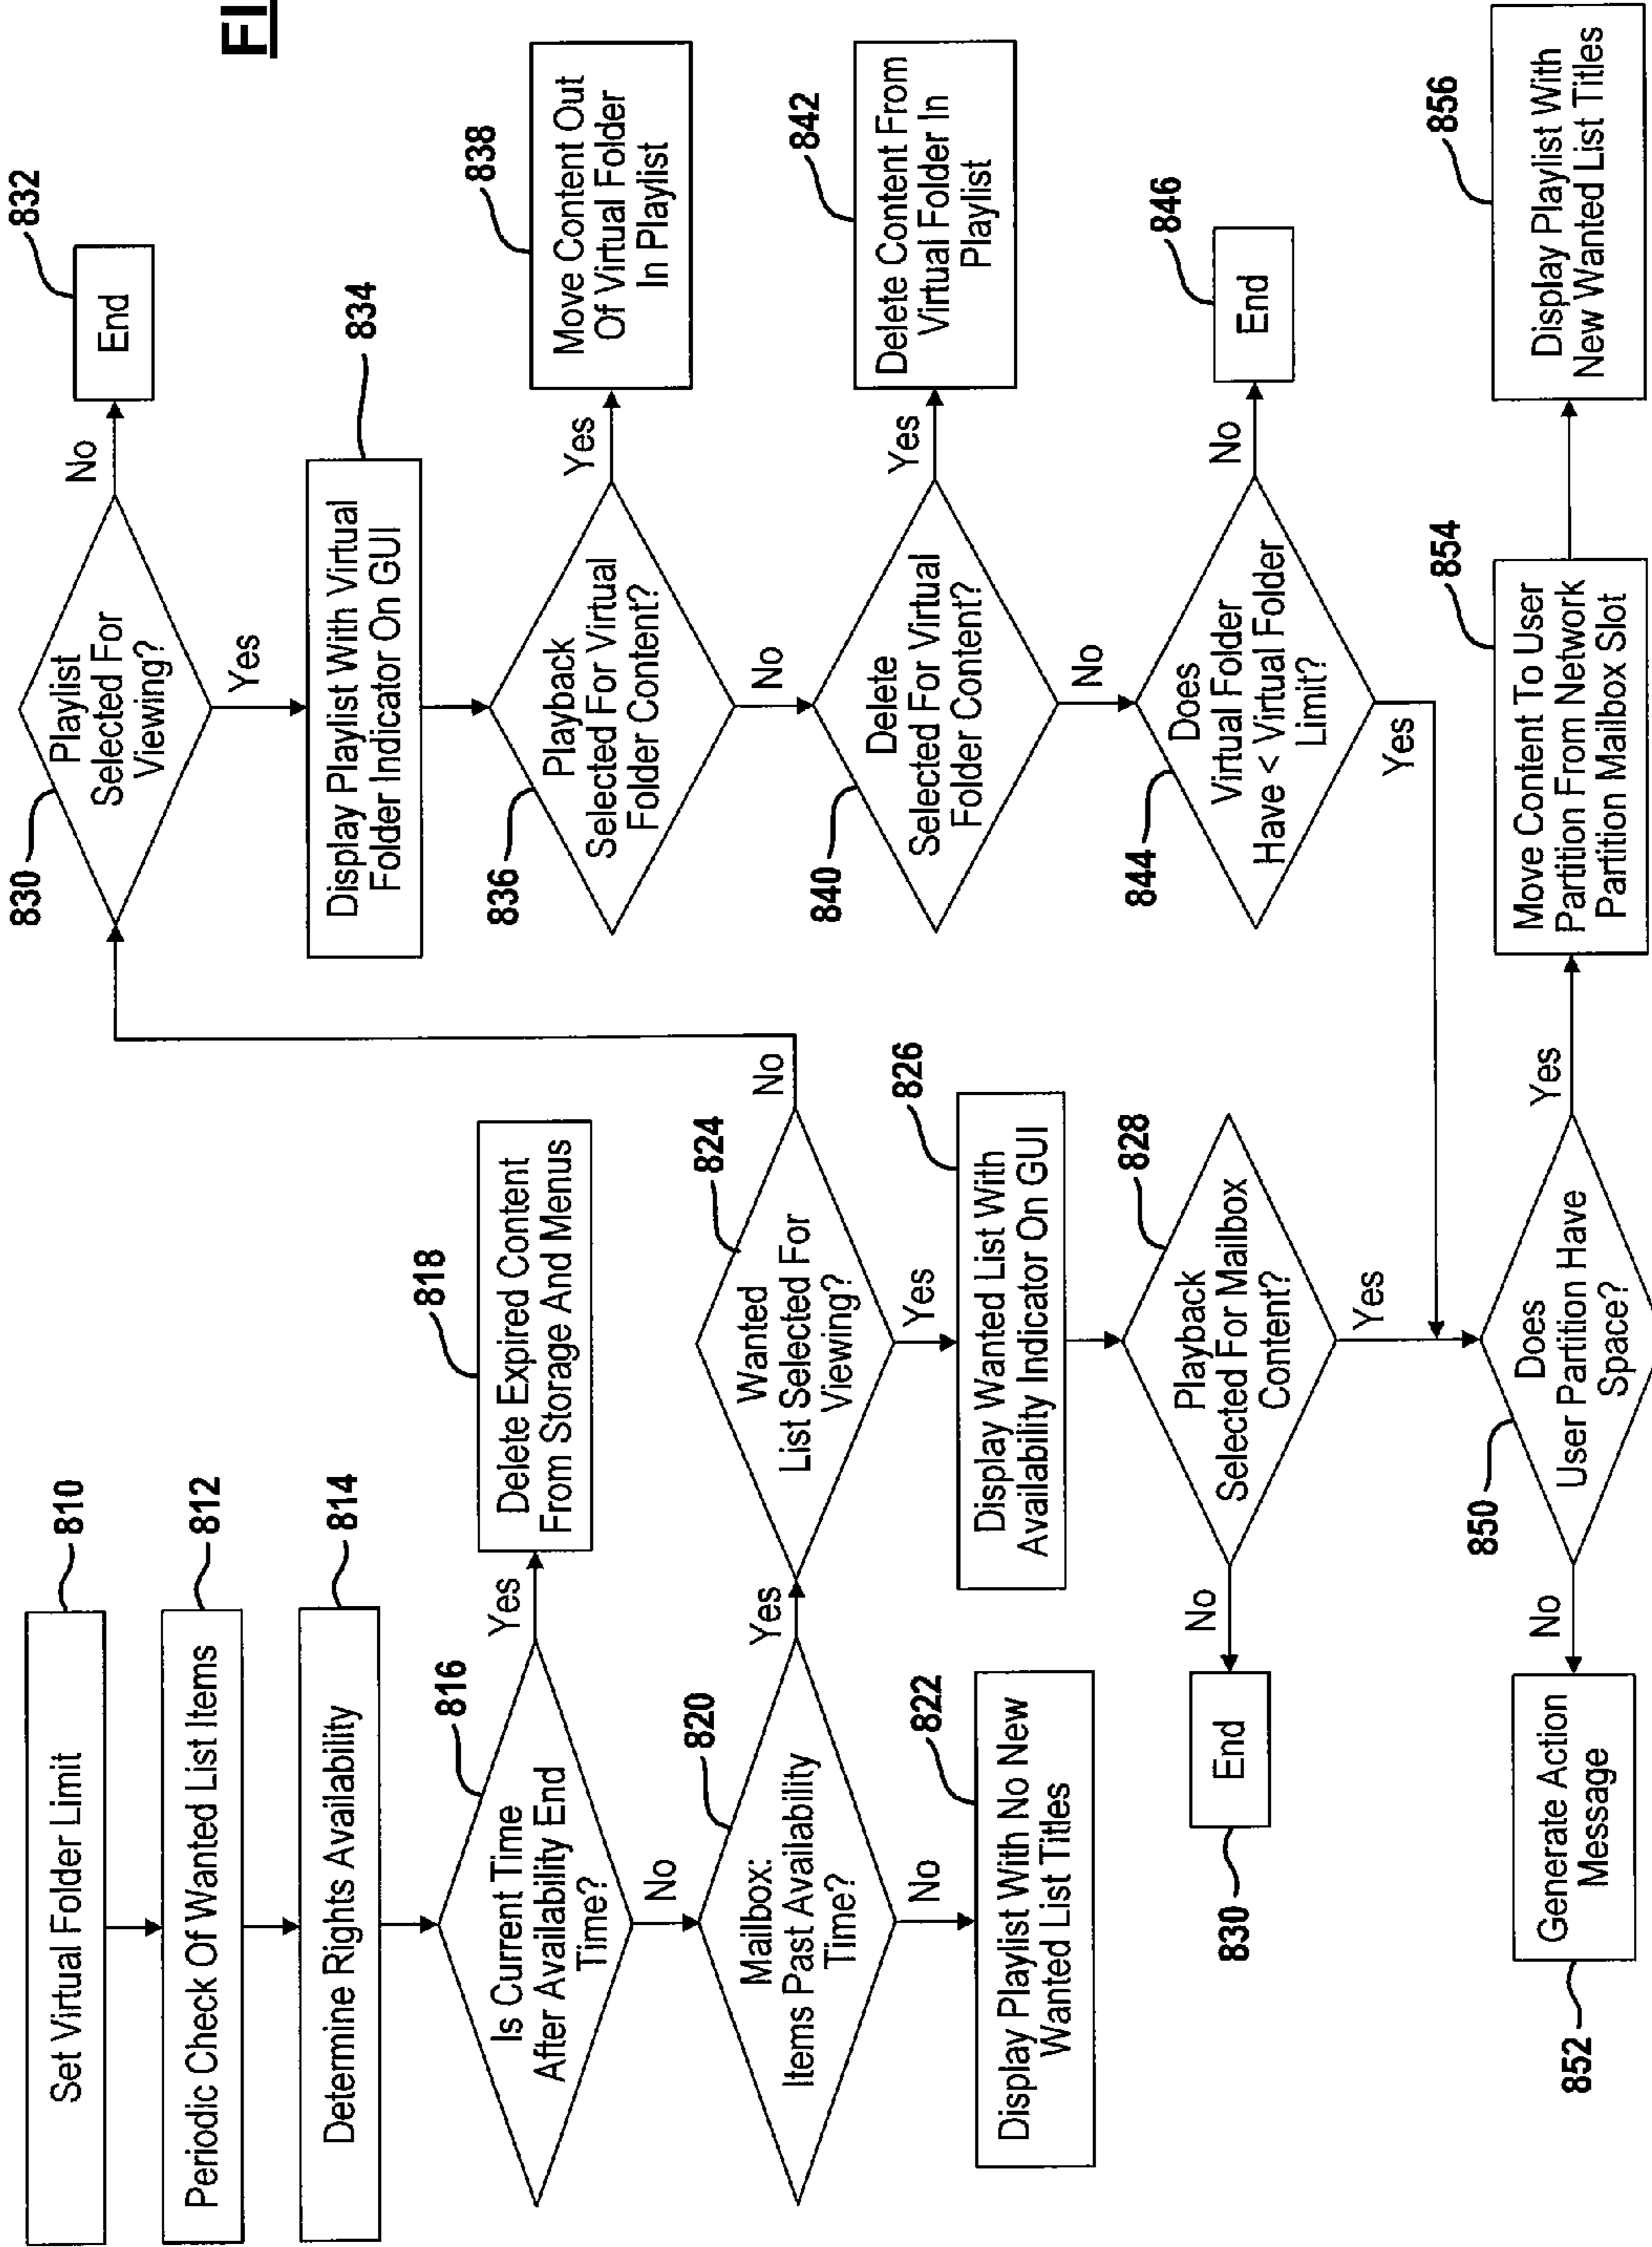 FI
810
Set Virtual Folder Limit
812
Periodic Check Of Wanted List Items
814
Determine Rights Availability
816
Is Current Time
After Availability End
Time?
Yes
No
818
Delete Expired Content
From Storage And Menus
820
Mailbox:
Items Past Availability
Time?
Yes
No
822
Display Playlist With No New
Wanted List Titles
824
Wanted
List Selected For
Viewing?
No
Yes
826
Display Wanted List With
Availability Indicator On GUI
828
Playback
Selected For Mailbox
Content?
No
Yes
830
End
830
Playlist
Selected For
Viewing?
No
Yes
832
End
834
Display Playlist With Virtual
Folder Indicator On GUI
836
Playback
Selected For Virtual
Folder Content?
Yes
No
838
Move Content Out
Of Virtual Folder
In Playlist
840
Delete
Selected For Virtual
Folder Content?
Yes
No
842
Delete Content From
Virtual Folder In
Playlist
844
Does
Virtual Folder
Have < Virtual Folder
Limit?
No
Yes
846
End
850
Does
User Partition Have
Space?
No
Yes
852
Generate Action
Message
854
Move Content To User
Partition From Network
Partition Mailbox Slot
856
Display Playlist With
New Wanted List Titles